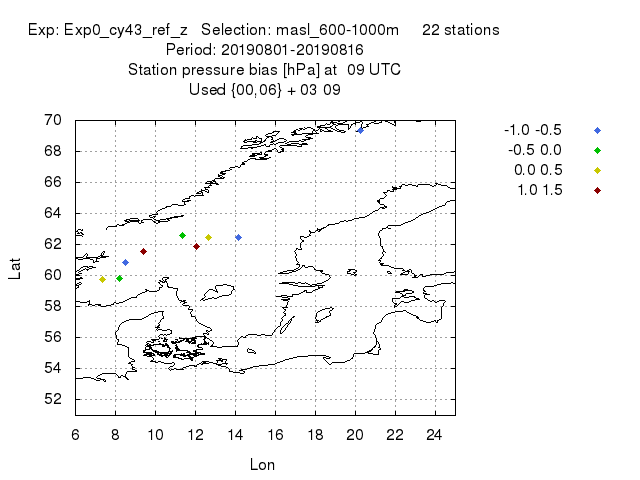 Exp: Exp0_cy43_ref_z   Selection: masl_600-1000m     22 stations
Period: 20190801-20190816
Station pressure bias [hPa] at  09 UTC
Used {00,06} + 03 09
-1.0 -0.5
-0.5 0.0
0.0 0.5
1.0 1.5
70
68
66
64
62
60
58
56
54
52
Lat
6 8 10 12 14 16 18 20 22 24
Lon